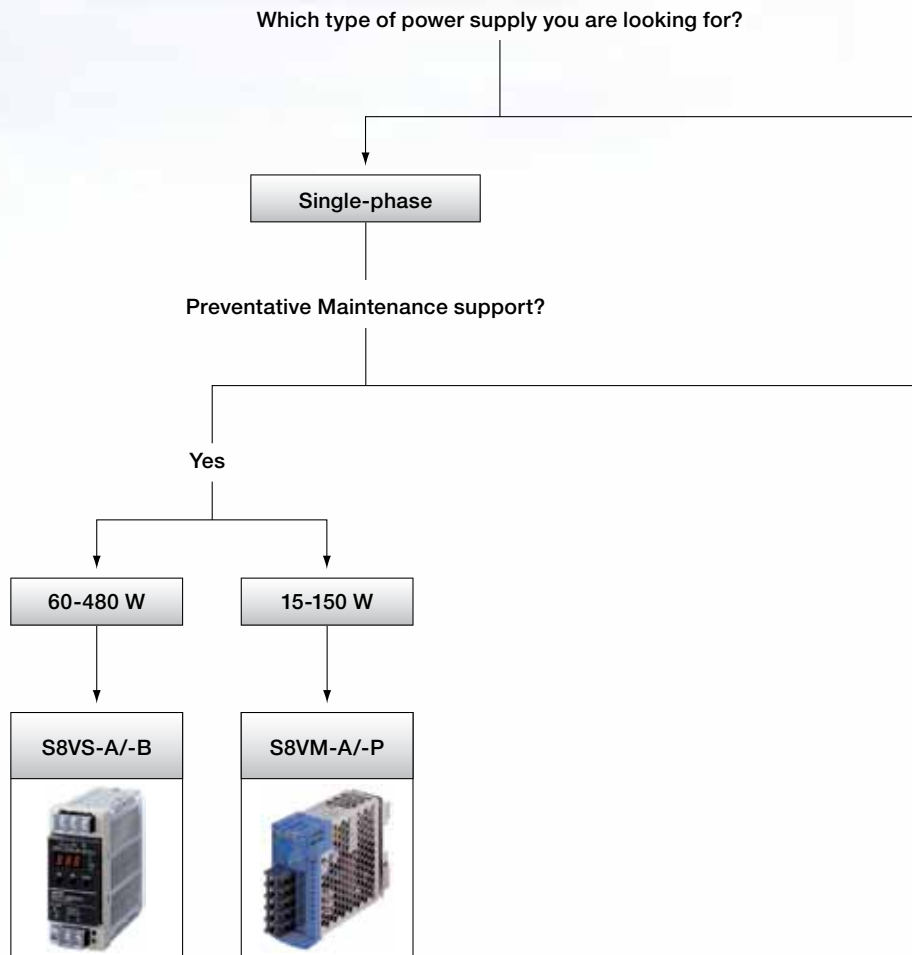 Which type of power supply you are looking for?
Single-phase
Preventative Maintenance support?
Yes
60-480 W
15-150 W
S8VS-A/-B
S8VM-A/-P